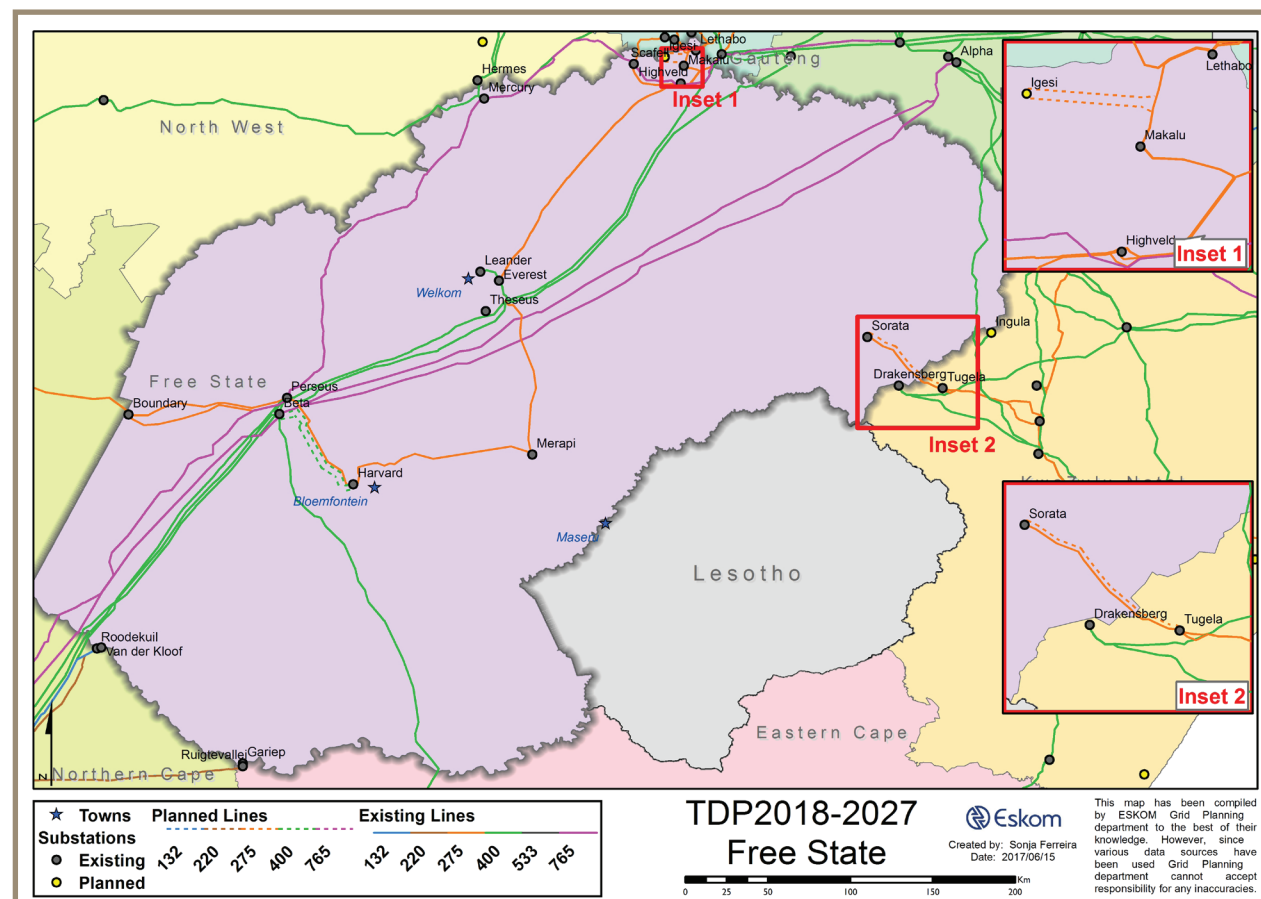 Lethabo
Igesi
Scafell
Makalu
Highveld
Gauteng
Alpha
Inset 1
Hermes
Mercury
North West
Lethabo
Igesi
Makalu
Highveld
Inset 1
Leander
Everest
Welkom
Theseus
Sorata
Ingula
Drakensberg
Tugela
Inset 2
Free State
Perseus
Beta
Boundary
Merapi
Harvard
Bloemfontein
Maseru
Lesotho
Sorata
Drakensberg
Tugela
Inset 2
Roodekuil
Van der Kloof
Eastern Cape
Ruigtevallei
Gariep
Northern Cape
N
Towns Planned Lines Existing Lines
Substations
Existing
Planned
132 220 275 400 765
132 220 275 400 533 765
TDP2018-2027
Free State
0 25 50 100 150 200 Km
Eskom
Created by: Sonja Ferreira
Date: 2017/06/15
This map has been compiled
by ESKOM Grid Planning
department to the best of their
knowledge. However, since
various data sources have
been used Grid Planning
department cannot accept
responsibility for any inaccuracies.